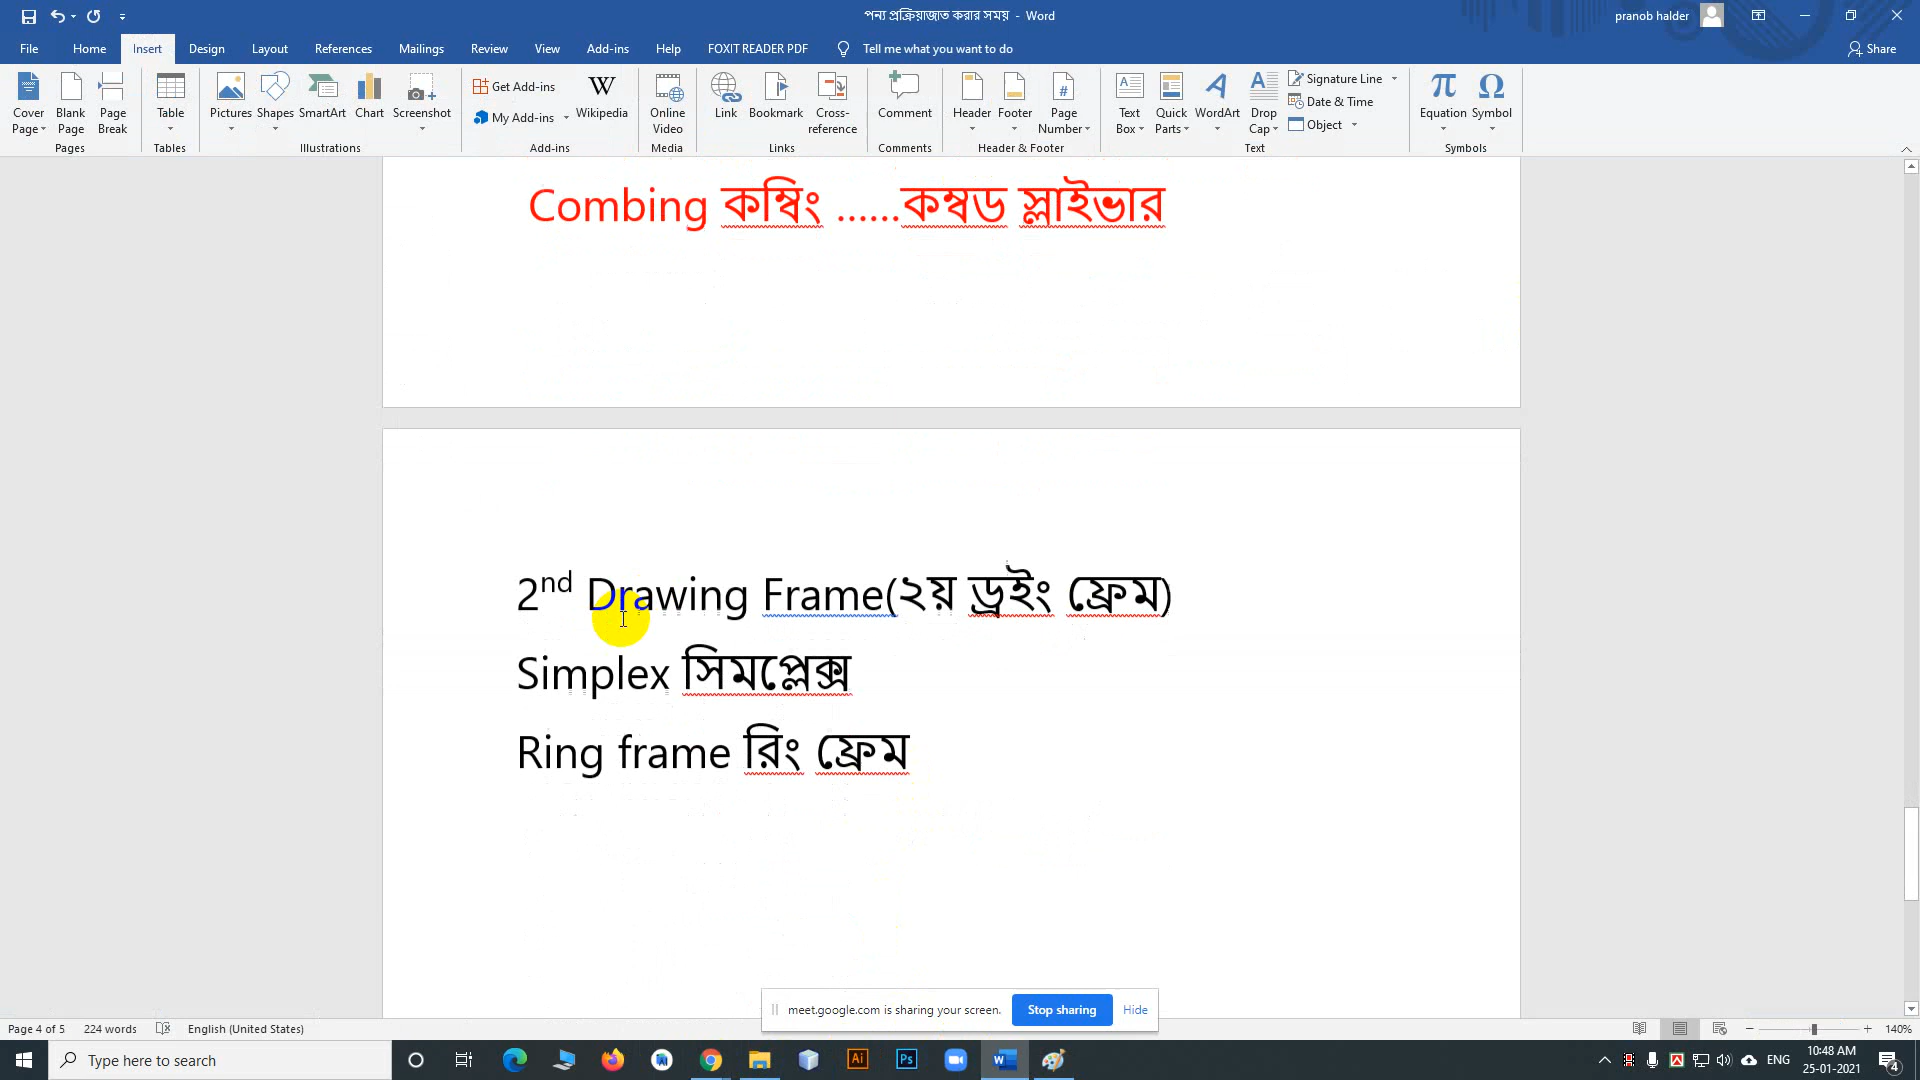 পন্য প্রক্রিয়াজাত করার সময় - Word
pranob halder
File Home Insert Design Layout References Mailings Review View Add-ins Help FOXIT READER PDF Tell me what you want to do Share
Cover Page Blank Page Page Break Table Pictures Shapes SmartArt Chart Screenshot Get Add-ins My Add-ins Wikipedia Online Video Link Bookmark Cross-reference Comment Header Footer Page Number Text Box Quick Parts WordArt Drop Cap Signature Line Date & Time Object Equation Symbol
Pages Tables Illustrations Add-ins Media Links Comments Header & Footer Text Symbols
Combing কম্বিং ......কম্বড স্লাইভার
2nd Drawing Frame(২য় ড্রইং ফ্রেম)
Simplex সিমপ্লেক্স
Ring frame রিং ফ্রেম
meet.google.com is sharing your screen. Stop sharing Hide
Page 4 of 5 224 words English (United States) 140%
Type here to search
ENG 10:48 AM
25-01-2021
4